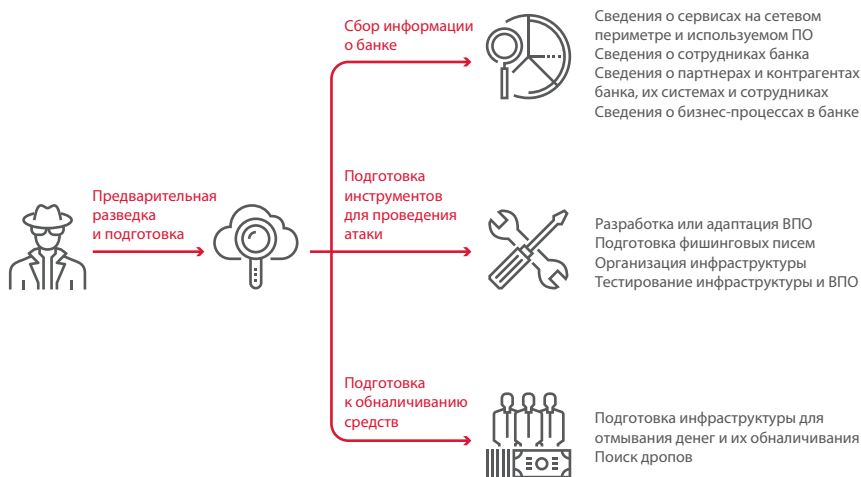 Сбор информации
о банке
Сведения о сервисах на сетевом
периметре и используемом ПО
Сведения о сотрудниках банка
Сведения о партнерах и контрагентах
банка, их системах и сотрудниках
Сведения о бизнес-процессах в банке
Предварительная
разведка
и подготовка
Подготовка
инструментов
для проведения
атаки
Разработка или адаптация ВПО
Подготовка фишинговых писем
Организация инфраструктуры
Тестирование инфраструктуры и ВПО
Подготовка
к обналичиванию
средств
Подготовка инфраструктуры для
отмывания денег и их обналичивания
Поиск дропов